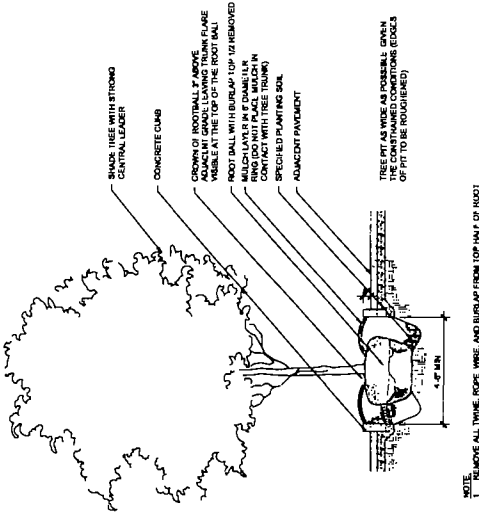 SHADE TREE WITH STRONG
CENTRAL LEADER
CONCRETE CURB
CROWN OF ROOTBALL 3" ABOVE
ADJACENT GRADE LEAVING TRUNK FLARE
VISIBLE AT THE TOP OF THE ROOT BALL
ROOT BALL WITH BURLAP TOP 1/2 REMOVED
MULCH LAYER IN 6' DIAMETER
RING (DO NOT PLACE MULCH IN
CONTACT WITH TREE TRUNK)
SPECIFIED PLANTING SOIL
ADJACENT PAVEMENT
TREE PIT AS WIDE AS POSSIBLE GIVEN
THE CONSTRAINED CONDITIONS (EDGES
OF PIT TO BE ROUGHENED)
4'-6" MIN
NOTE
1 REMOVE ALL TWINE, ROPE, WIRE, AND BURLAP FROM TOP HALF OF ROOT